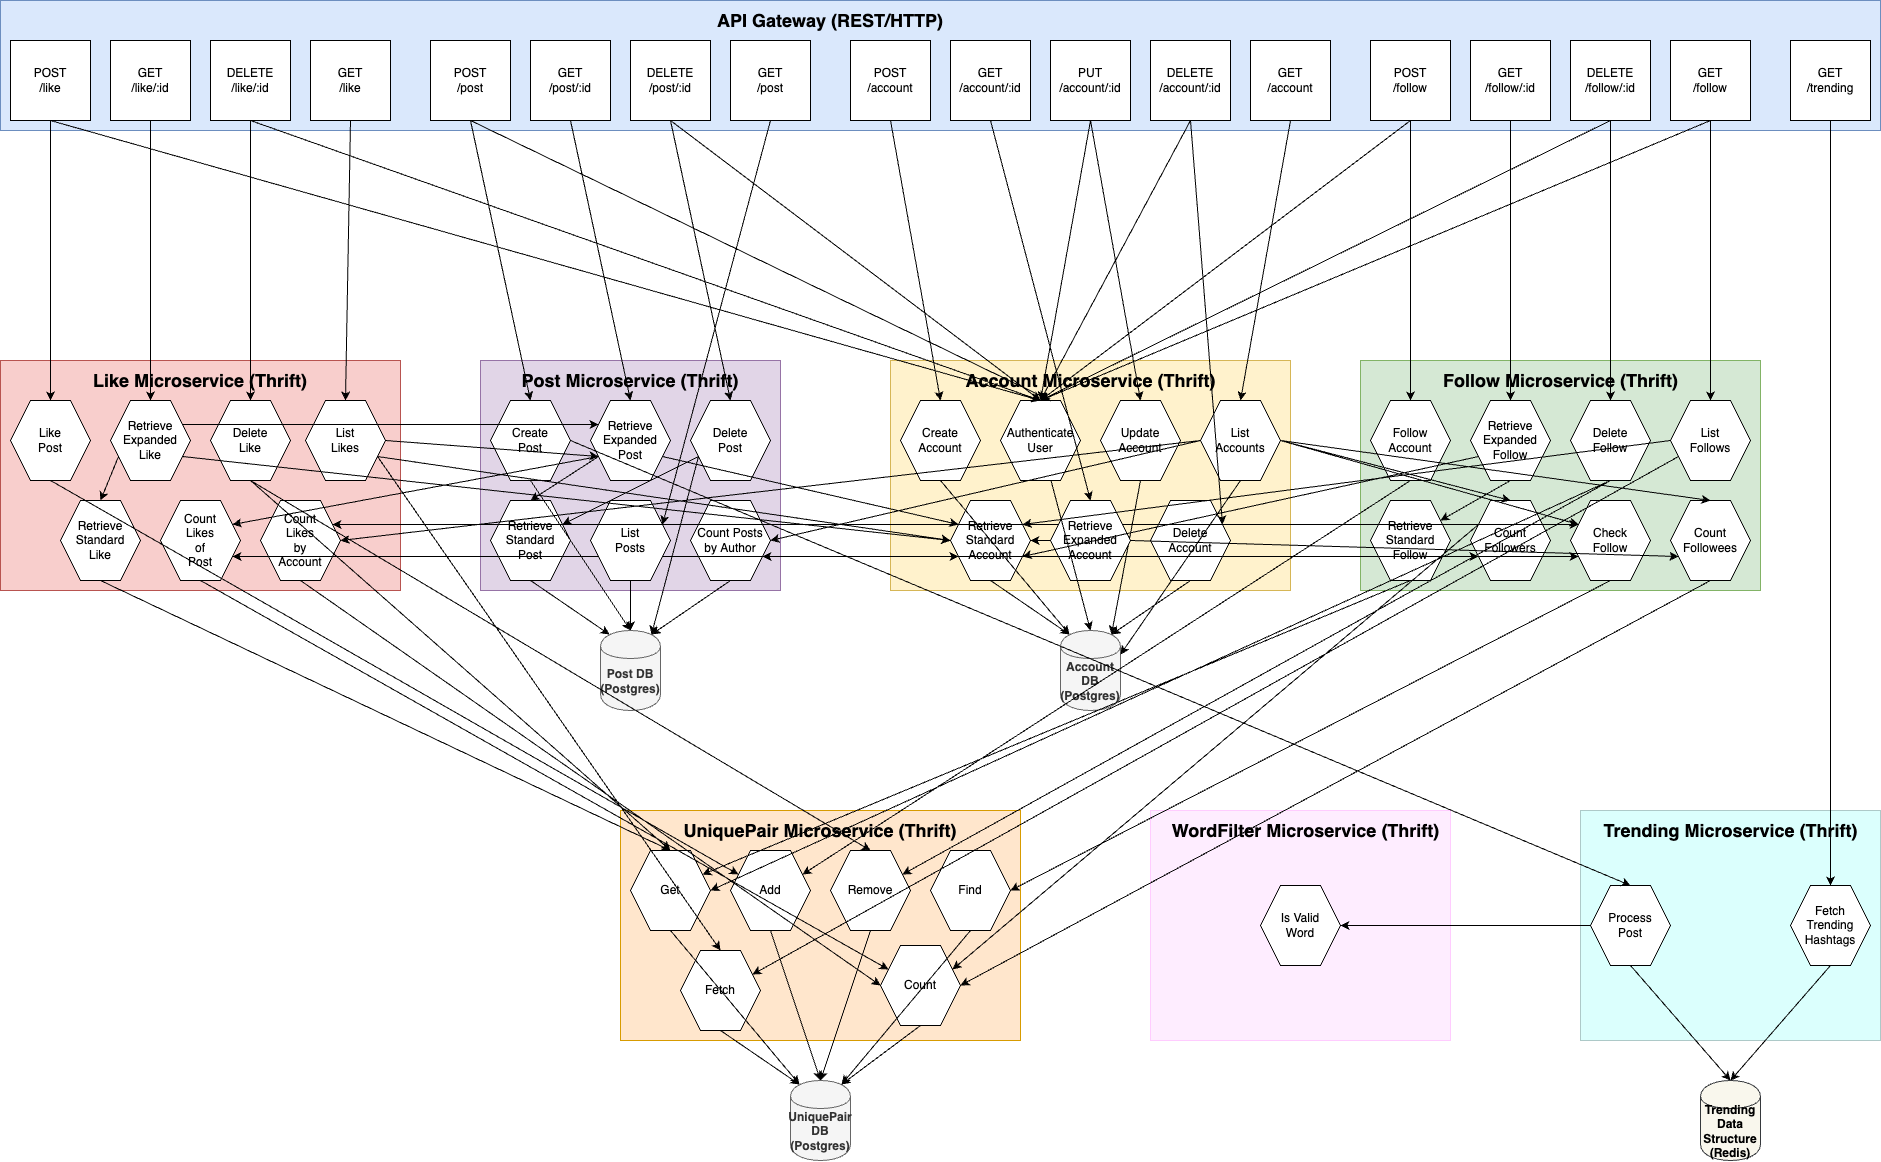 API Gateway (REST/HTTP)
POST
/like
GET
/like/:id
DELETE
/like/:id
GET
/like
POST
/post
GET
/post/:id
DELETE
/post/:id
GET
/post
POST
/account
GET
/account/:id
PUT
/account/:id
DELETE
/account/:id
GET
/account
POST
/follow
GET
/follow/:id
DELETE
/follow/:id
GET
/follow
GET
/trending
Like Microservice (Thrift)
Like
Post
Retrieve
Expanded
Like
Delete
Like
List
Likes
Retrieve
Standard
Like
Count
Likes
of
Post
Count
Likes
by
Account
Post Microservice (Thrift)
Create
Post
Retrieve
Expanded
Post
Delete
Post
Retrieve
Standard
Post
List
Posts
Count Posts
by Author
Account Microservice (Thrift)
Create
Account
Authenticate
User
Update
Account
List
Accounts
Retrieve
Standard
Account
Retrieve
Expanded
Account
Delete
Account
Follow Microservice (Thrift)
Follow
Account
Retrieve
Expanded
Follow
Delete
Follow
List
Follows
Retrieve
Standard
Follow
Count
Followers
Check
Follow
Count
Followees
Post DB
(Postgres)
Account
DB
(Postgres)
UniquePair Microservice (Thrift)
Get
Add
Remove
Find
Fetch
Count
WordFilter Microservice (Thrift)
Is Valid
Word
Trending Microservice (Thrift)
Process
Post
Fetch
Trending
Hashtags
UniquePair
DB
(Postgres)
Trending
Data
Structure
(Redis)